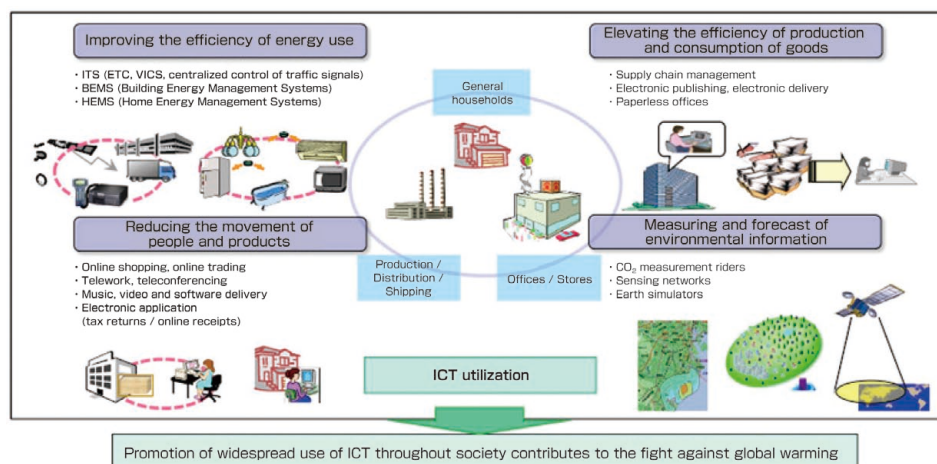 Improving the efficiency of energy use
・ITS (ETC, VICS, centralized control of traffic signals)
・BEMS (Building Energy Management Systems)
・HEMS (Home Energy Management Systems)
General
households
Elevating the efficiency of production
and consumption of goods
・Supply chain management
・Electronic publishing, electronic delivery
・Paperless offices
Reducing the movement of
people and products
・Online shopping, online trading
・Telework, teleconferencing
・Music, video and software delivery
・Electronic application
(tax returns / online receipts)
Production /
Distribution /
Shipping
Offices / Stores
Measuring and forecast of
environmental information
・CO₂ measurement riders
・Sensing networks
・Earth simulators
ICT utilization
Promotion of widespread use of ICT throughout society contributes to the fight against global warming